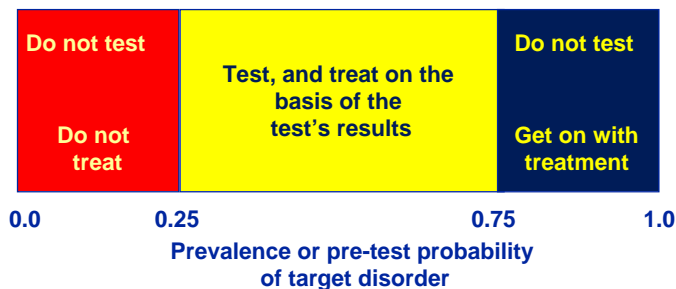 Do not test
Do not
treat
Test, and treat on the
basis of the
test's results
Do not test
Get on with
treatment
0.0
0.25
0.75
1.0
Prevalence or pre-test probability
of target disorder